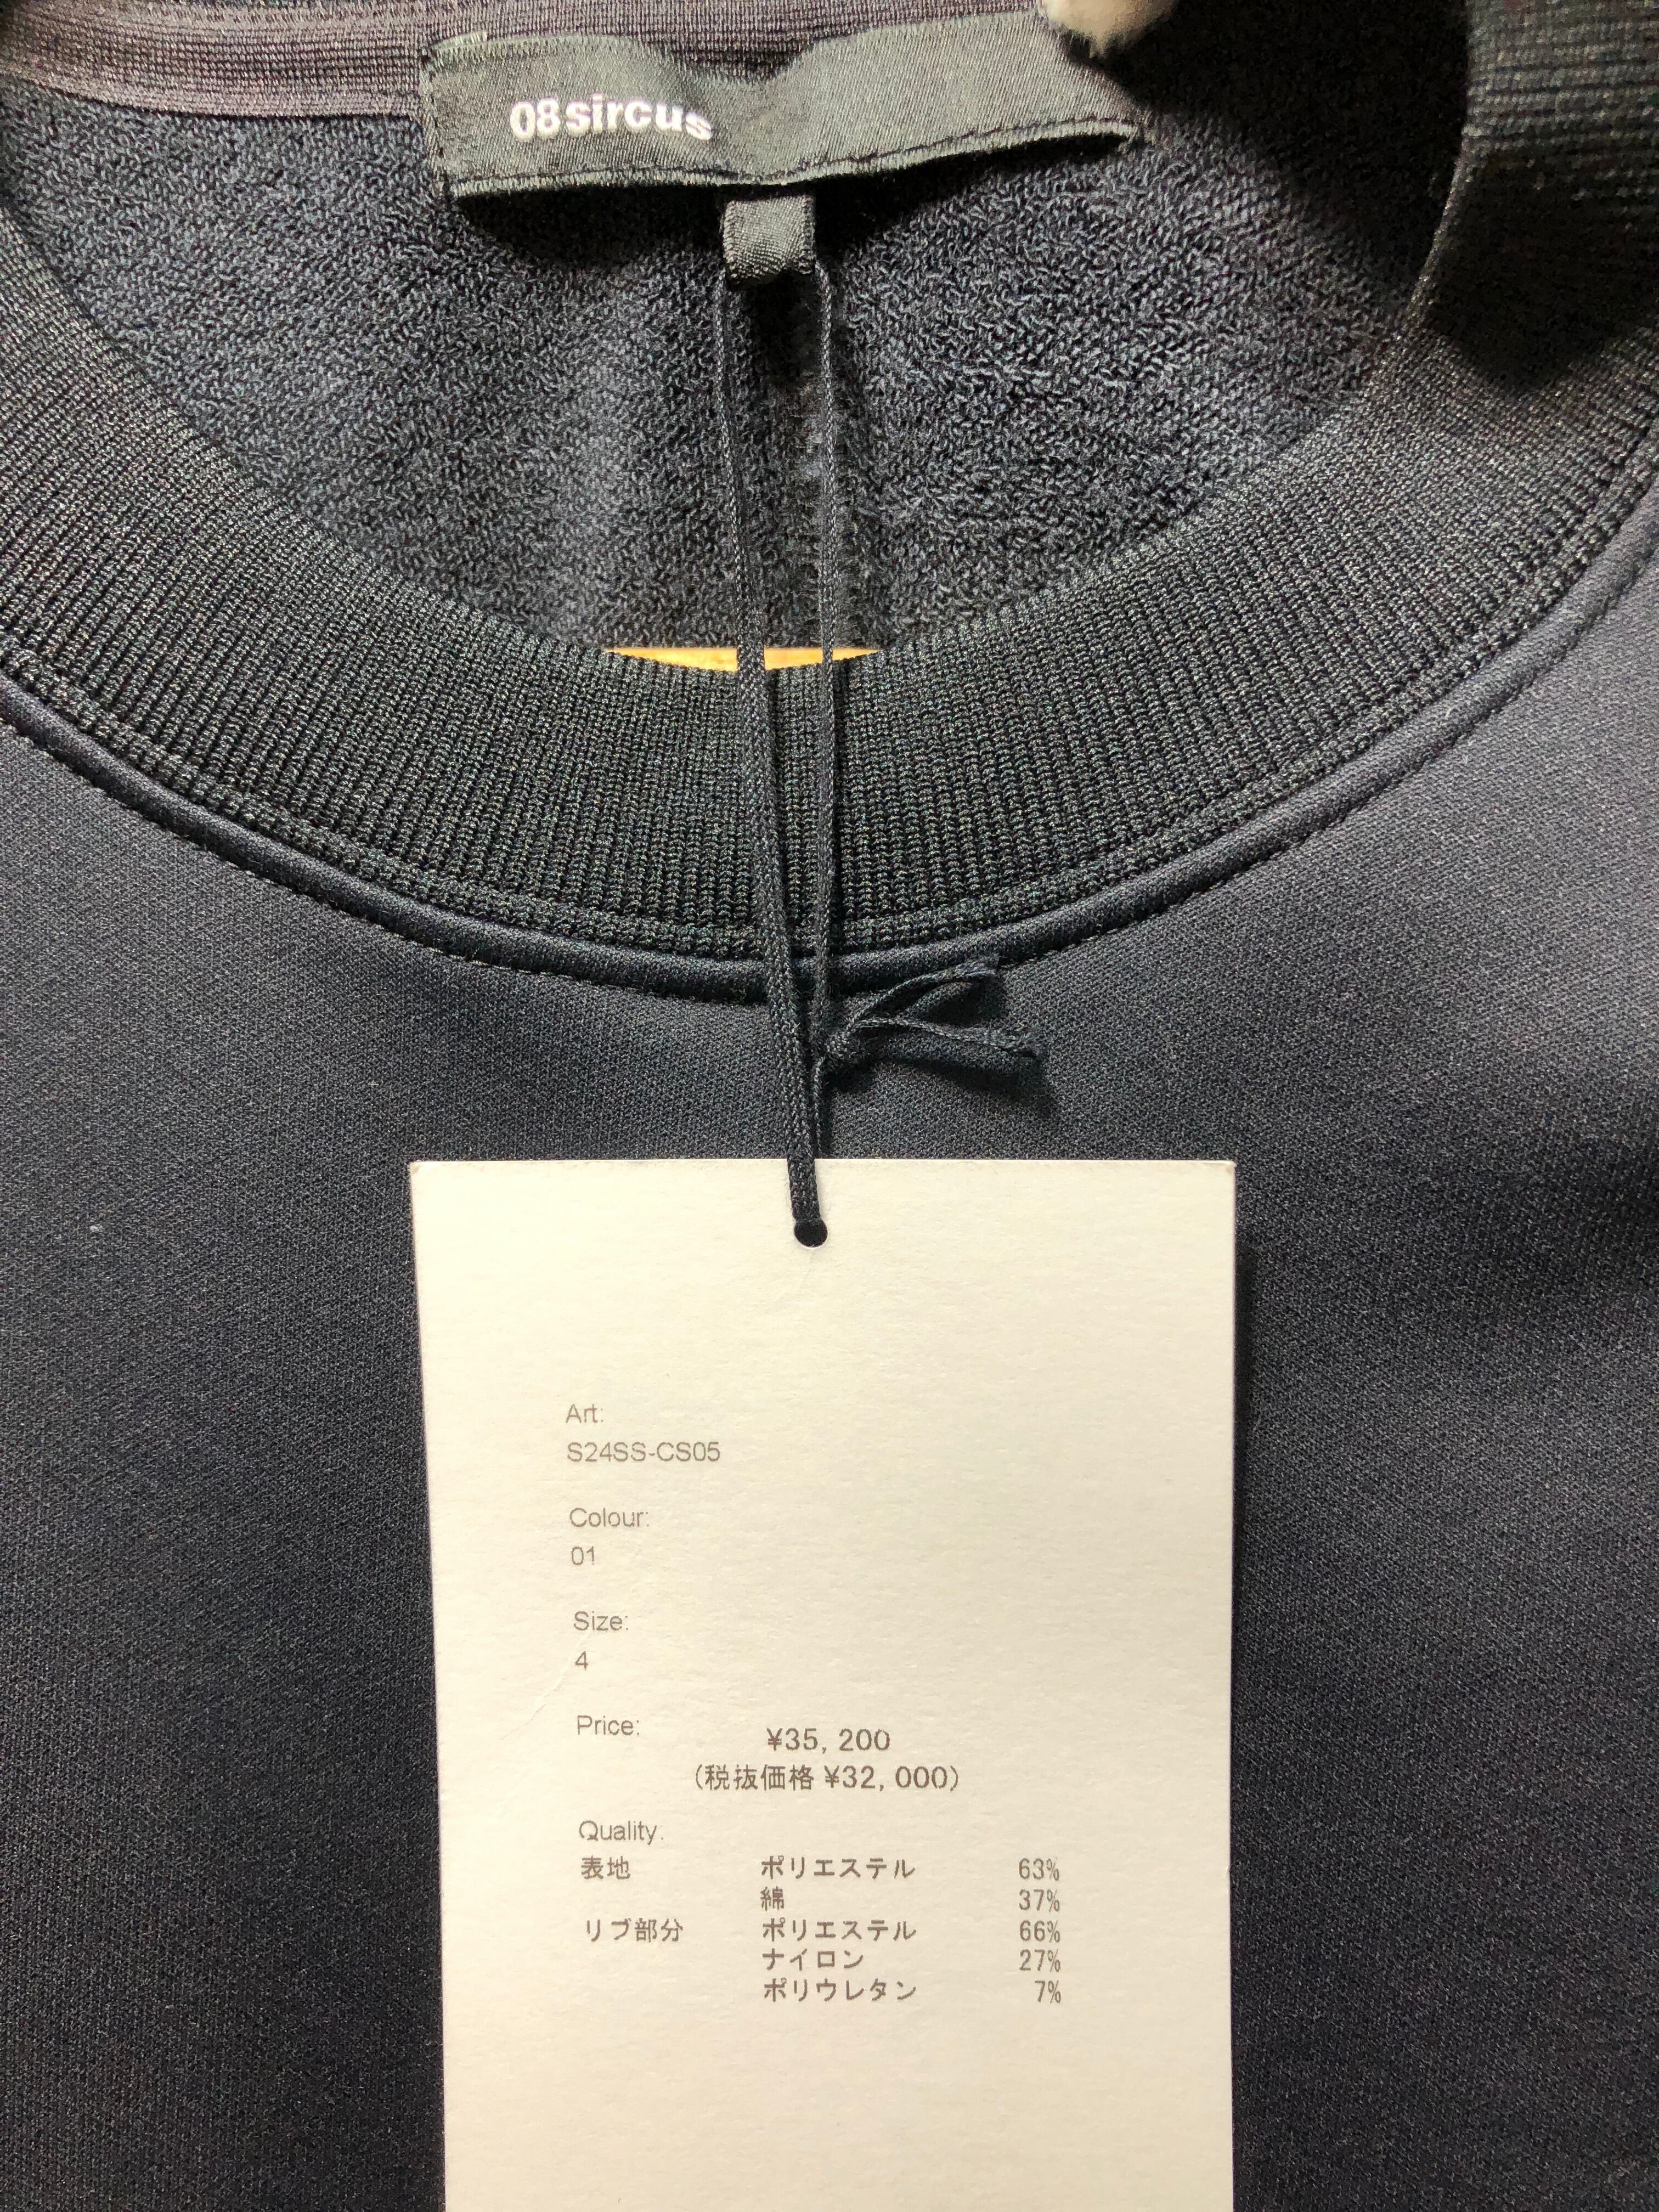 08sircus
Art:
S24SS-CS05
Colour:
01
Size:
4
Price:
¥35, 200
(税抜価格 ¥32, 000)
Quality:
表地 ポリエステル 63%
綿 37%
リブ部分 ポリエステル 66%
ナイロン 27%
ポリウレタン 7%